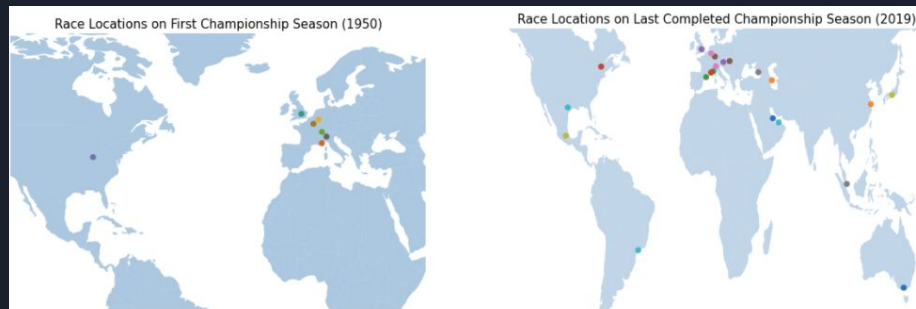 Race Locations on First Championship Season (1950)
Race Locations on Last Completed Championship Season (2019)